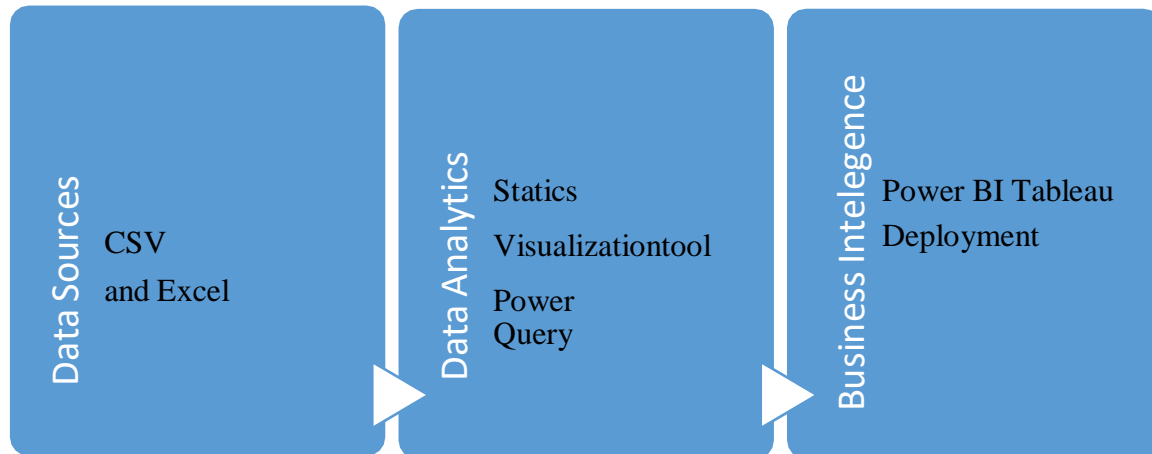 Data Sources
CSV
and Excel
Data Analytics
Statics
Visualizationtool
Power
Query
Business Intelegence
Power BI Tableau
Deployment